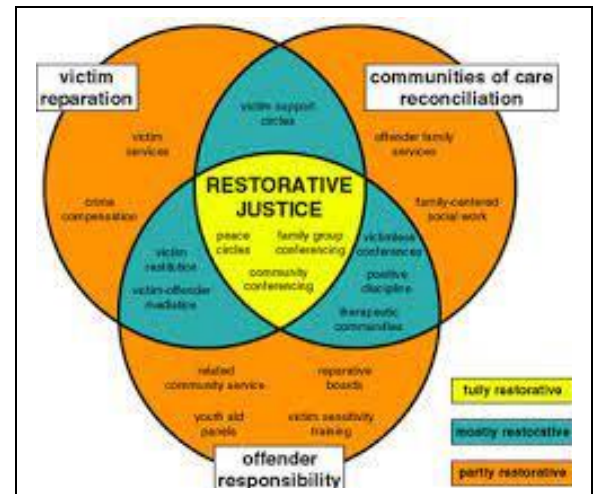 victim
reparation
communities of care
reconciliation
victim support
circles
victim
services
offender family
services
crime
compensation
family-centered
social work
RESTORATIVE
JUSTICE
peace
circles
family group
conferencing
community
conferencing
victim
restitution
victim-offender
mediation
victimless
conferences
positive
discipline
therapeutic
communities
related
community service
reparative
boards
youth aid
panels
victim sensitivity
training
offender
responsibility
fully restorative
mostly restorative
partly restorative